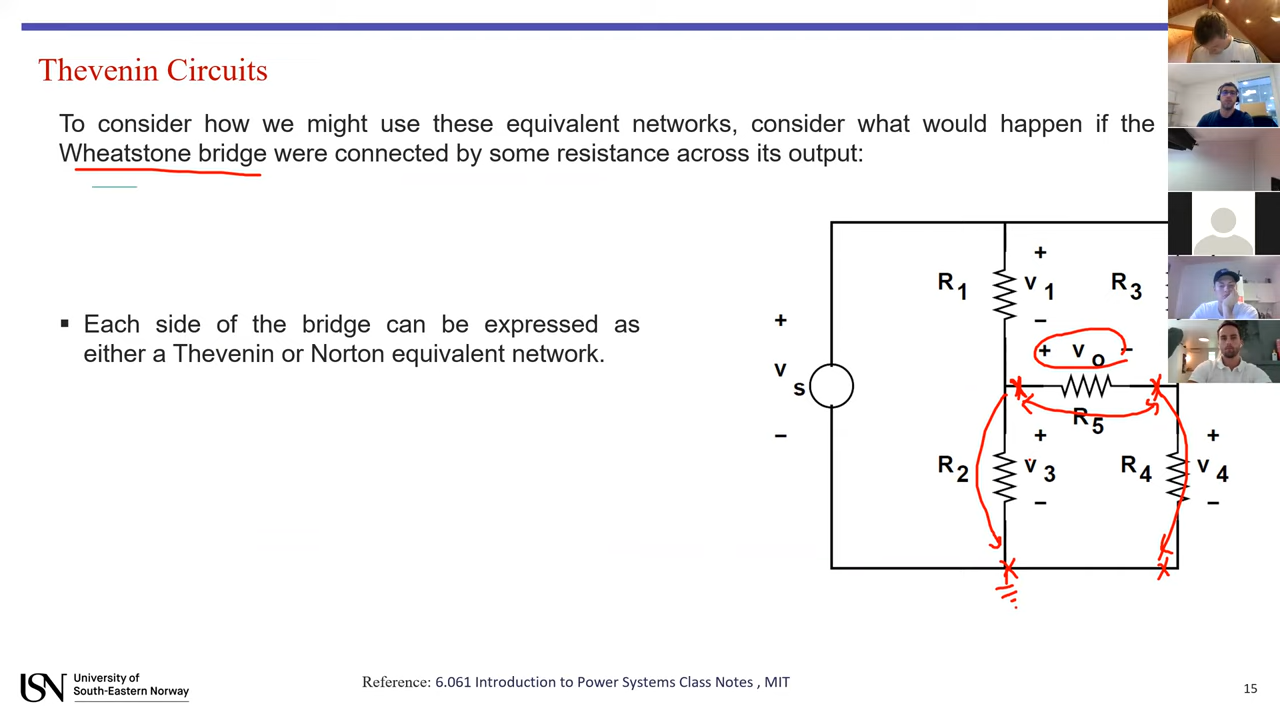 Thevenin Circuits
To consider how we might use these equivalent networks, consider what would happen if the
Wheatstone bridge were connected by some resistance across its output:
▪ Each side of the bridge can be expressed as
either a Thevenin or Norton equivalent network.
+
R1
v1
R3
−
+
v s
−
+ v o −
R5
+
R2
v3
−
R4
+
v4
−
USN University of
South-Eastern Norway
Reference: 6.061 Introduction to Power Systems Class Notes , MIT
15